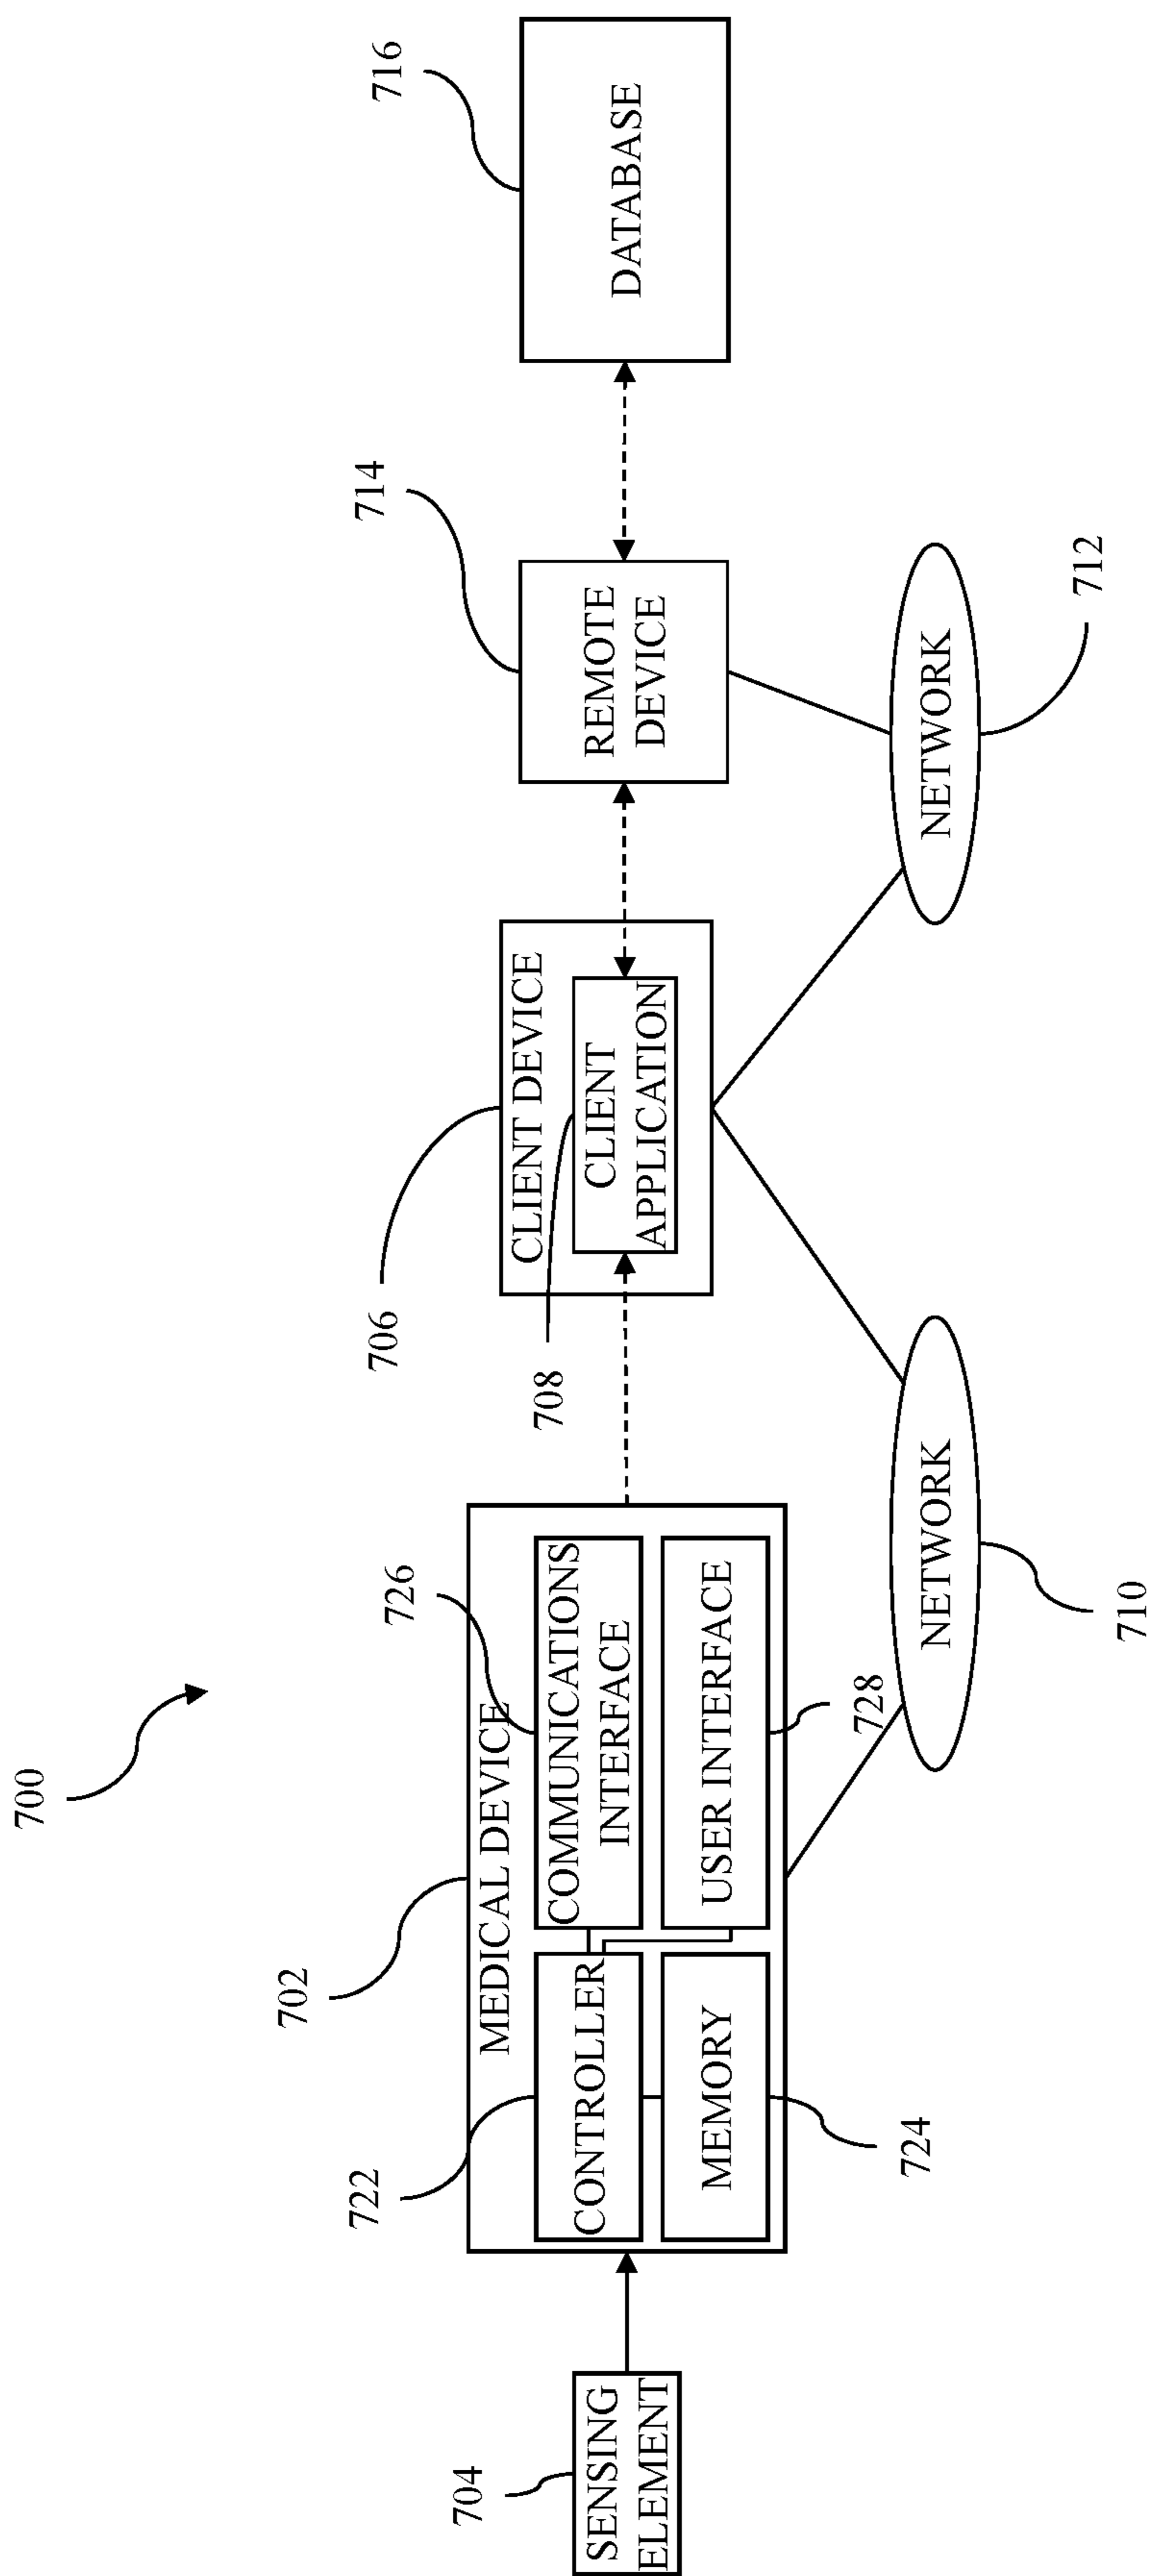 700
704
SENSING
ELEMENT
702
MEDICAL DEVICE
722
CONTROLLER
726
COMMUNICATIONS
INTERFACE
MEMORY
724
USER INTERFACE
728
706
CLIENT DEVICE
708
CLIENT
APPLICATION
714
REMOTE
DEVICE
716
DATABASE
NETWORK
710
NETWORK
712